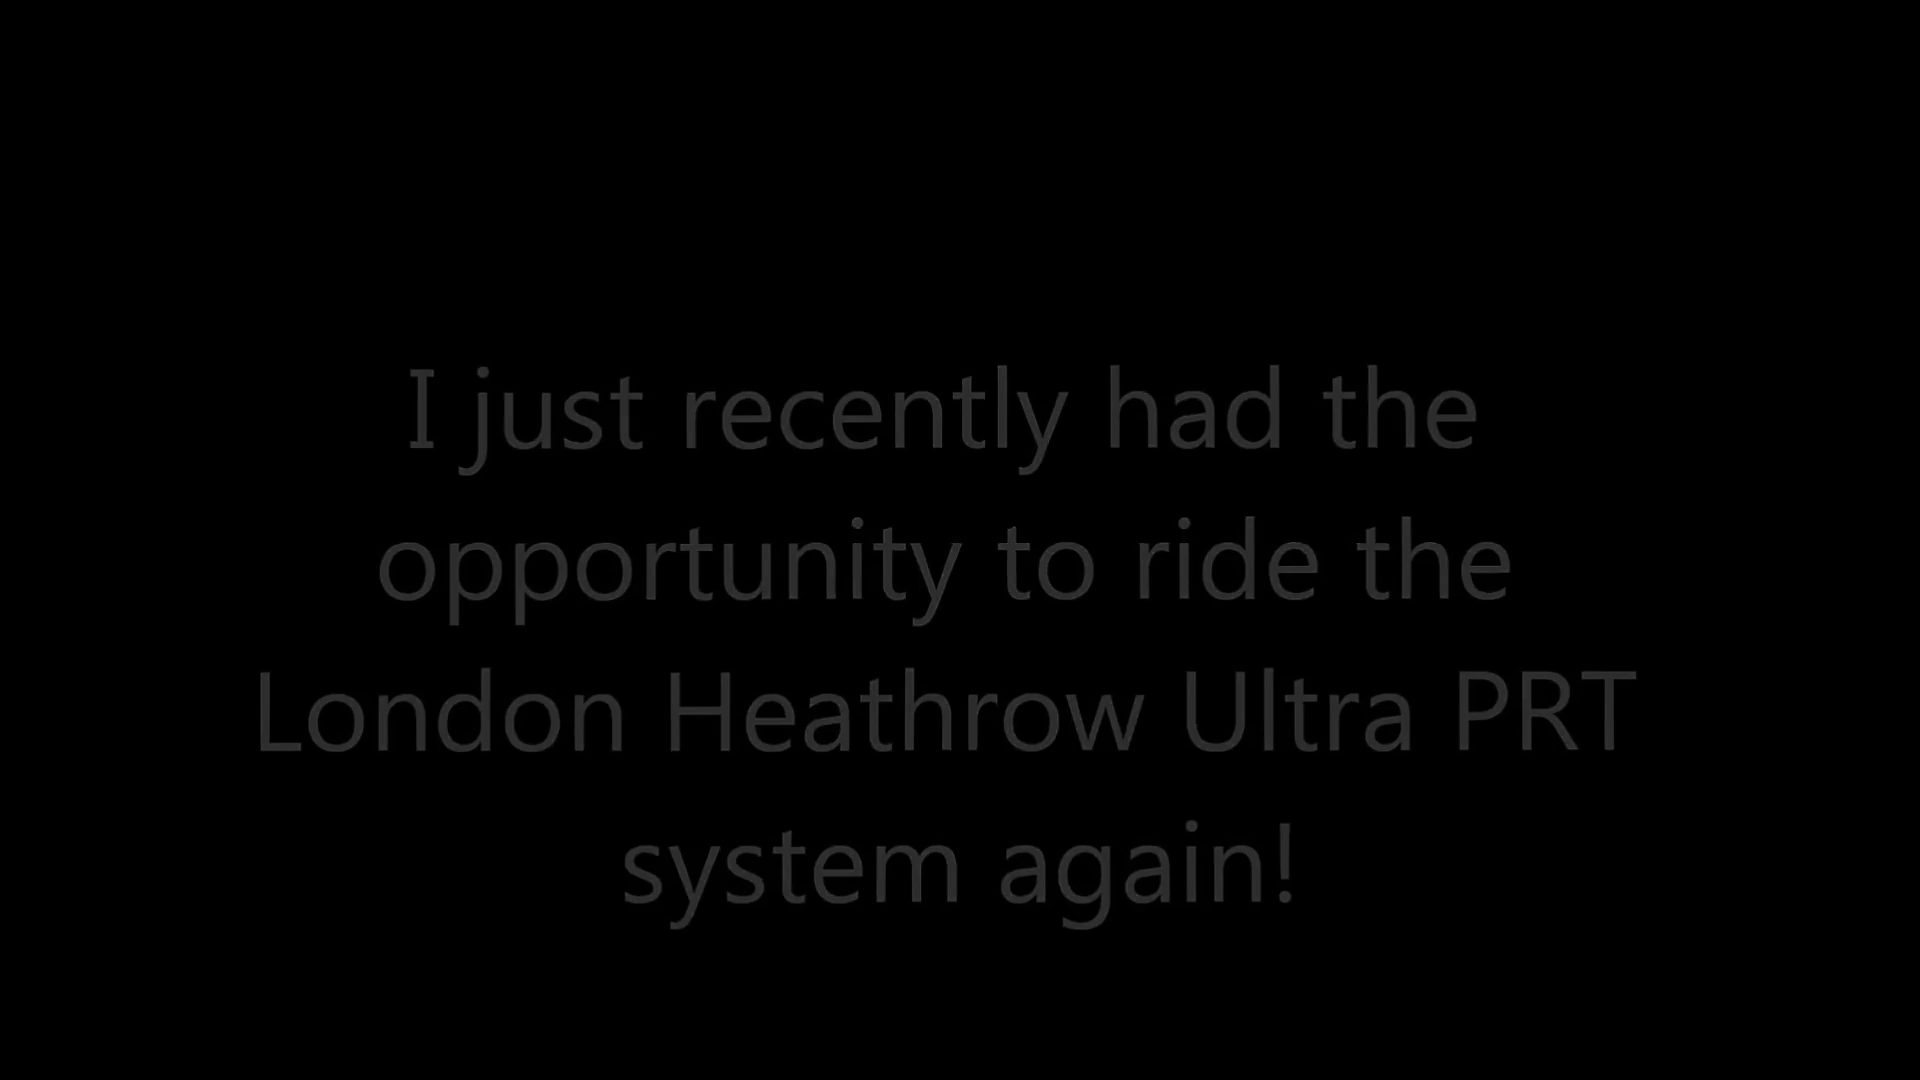 I just recently had the
opportunity to ride the
London Heathrow Ultra PRT
system again!